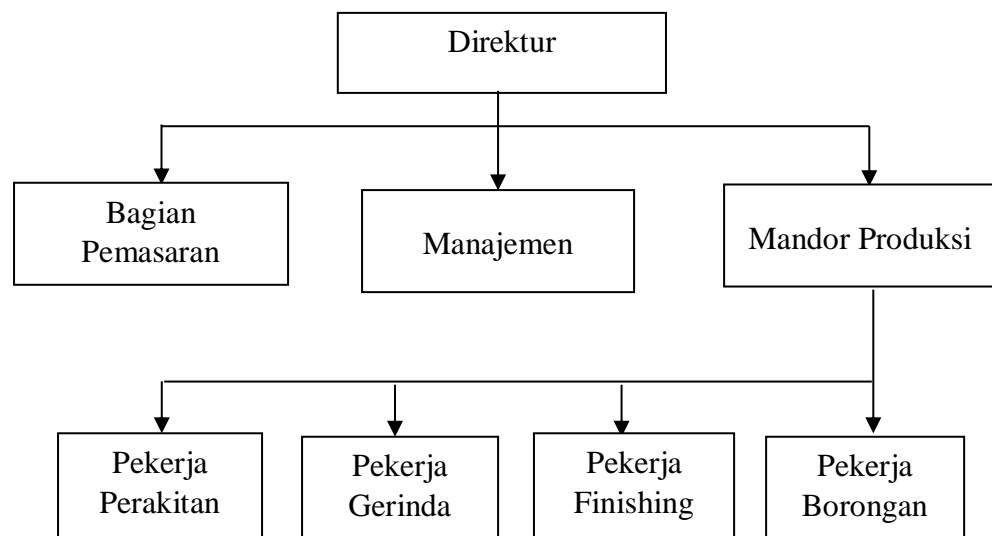 Direktur
Bagian
Pemasaran
Manajemen
Mandor Produksi
Pekerja
Perakitan
Pekerja
Gerinda
Pekerja
Finishing
Pekerja
Borongan